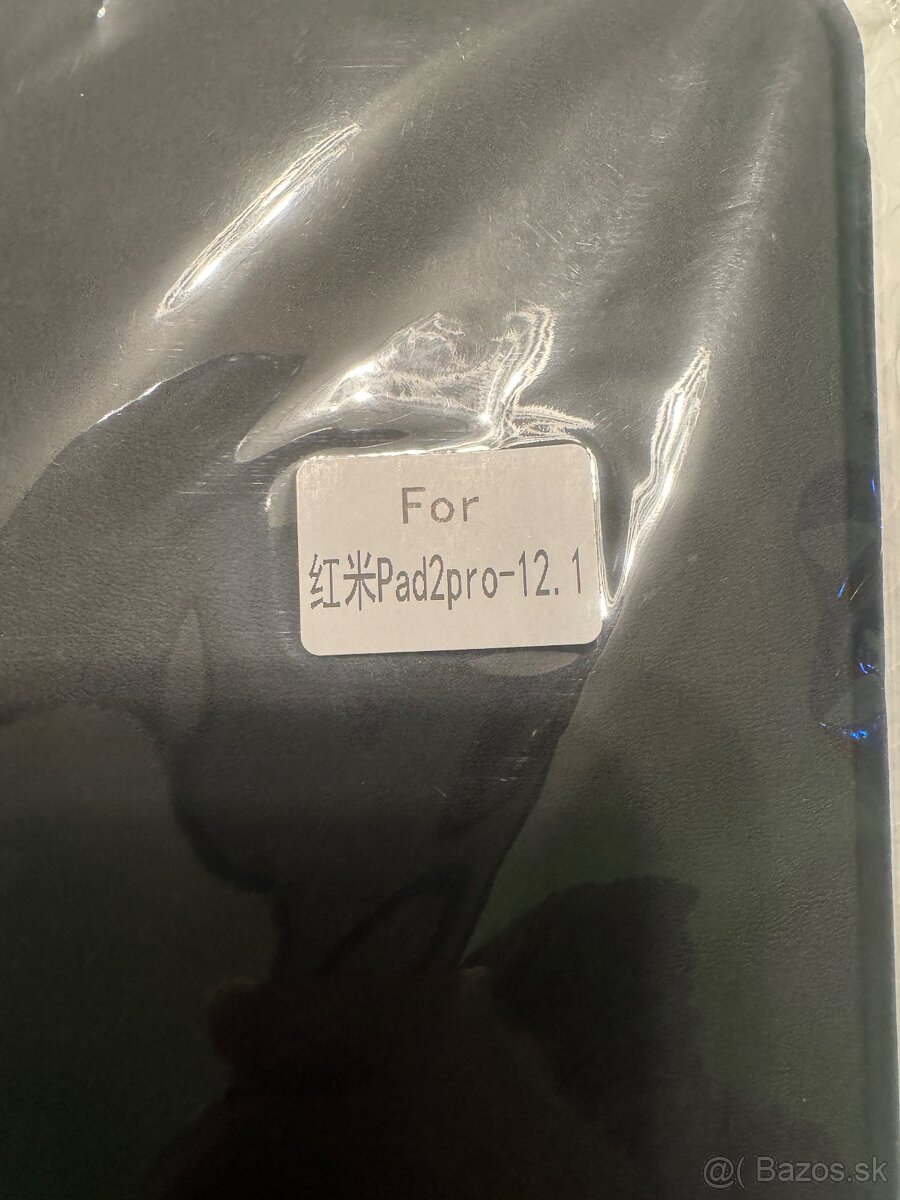 For
红米Pad2pro-12.1
@( Bazos.sk